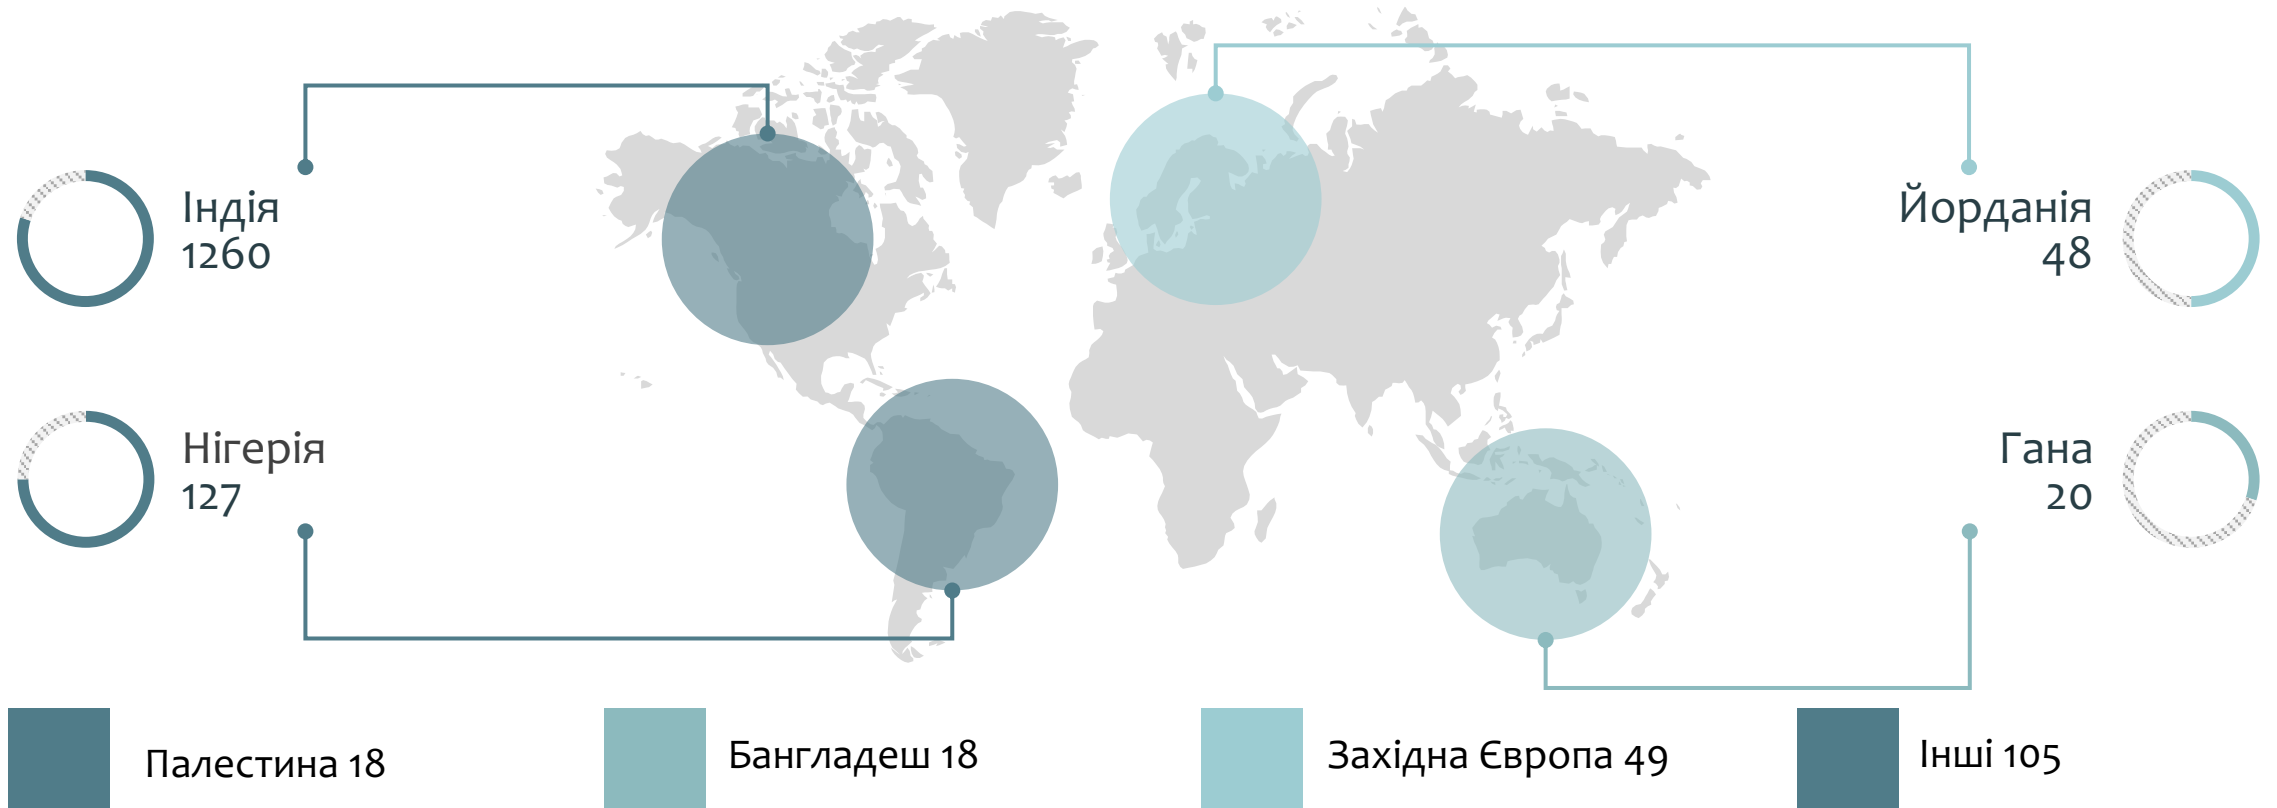 Індія
1260
Йорданія
48
Нігерія
127
Гана
20
Палестина 18
Бангладеш 18
Західна Європа 49
Інші 105